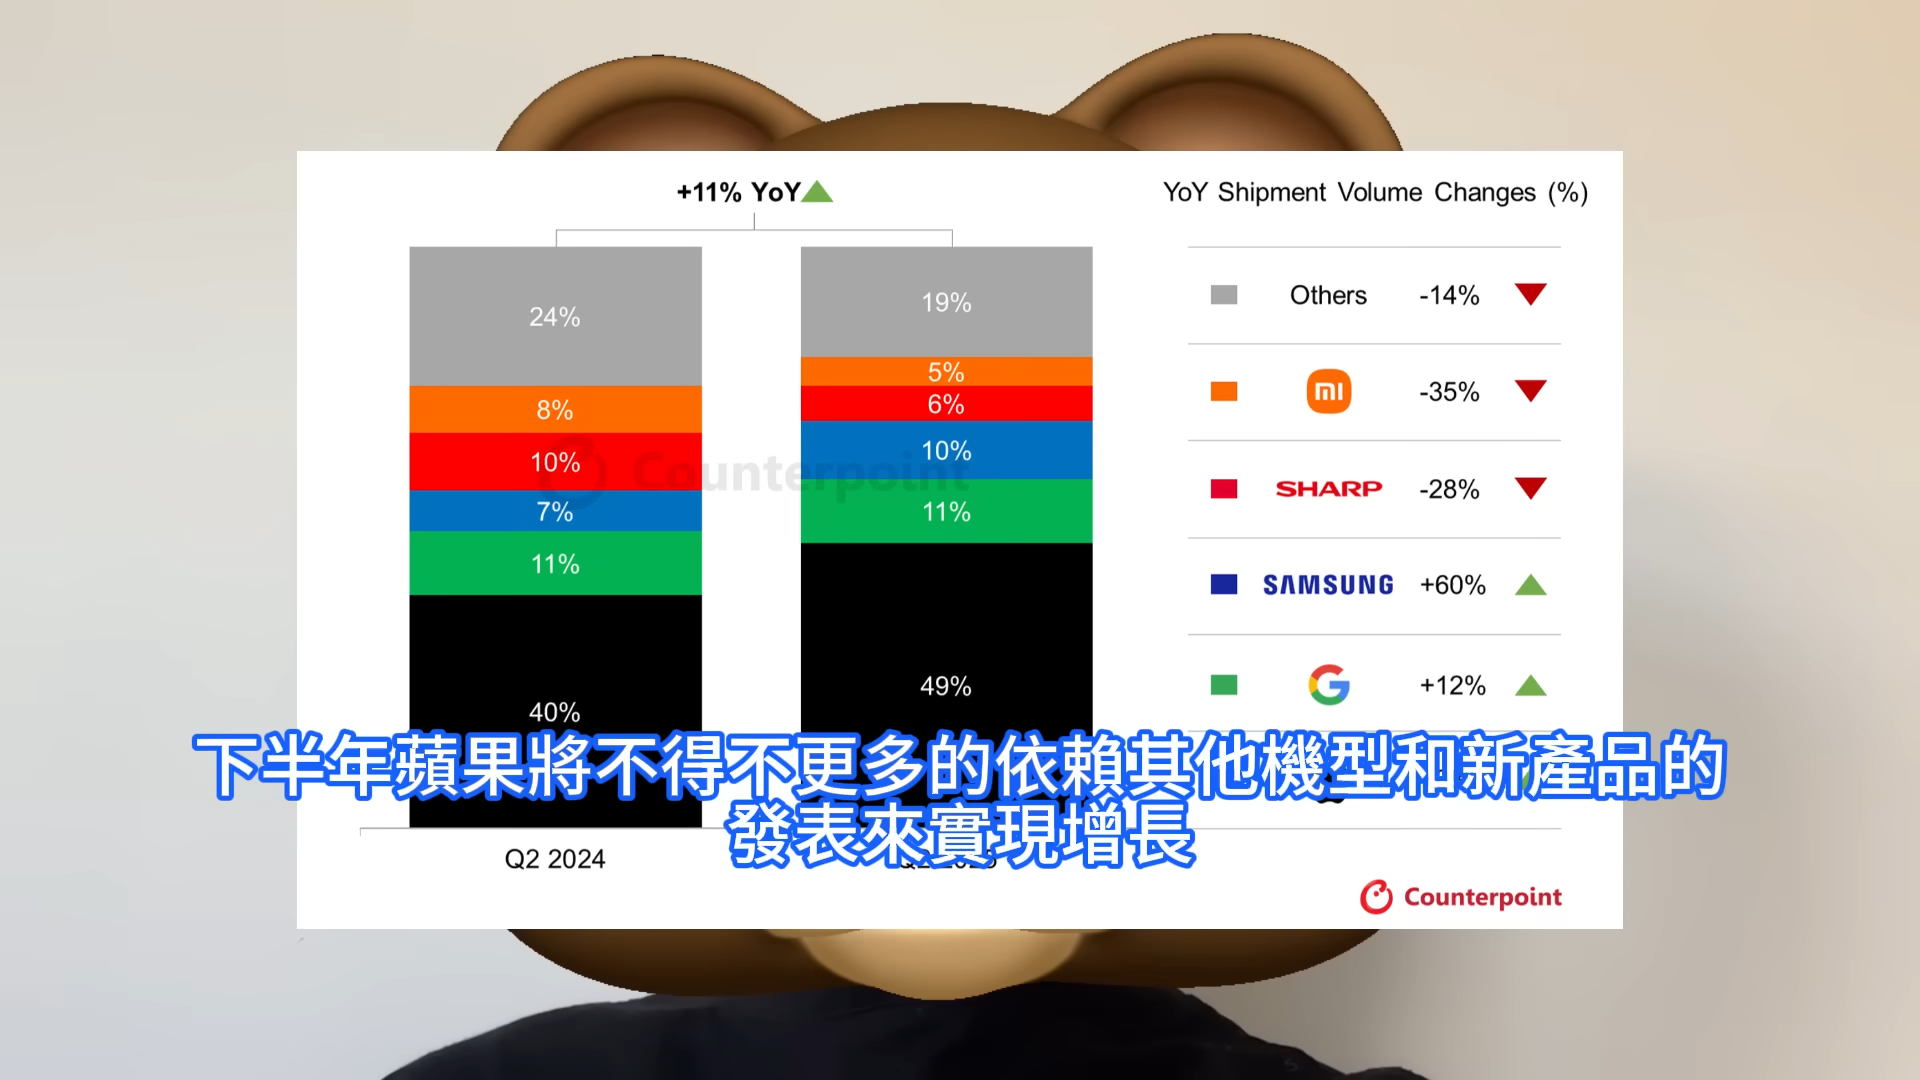 +11% YoY
YoY Shipment Volume Changes (%)
24%
8%
10%
7%
11%
40%
Q2 2024
19%
5%
6%
10%
11%
49%
Counterpoint
Others -14%
mi -35%
SHARP -28%
SAMSUNG +60%
G +12%
下半年蘋果將不得不更多的依賴其他機型和新產品的
發表來實現增長
Counterpoint